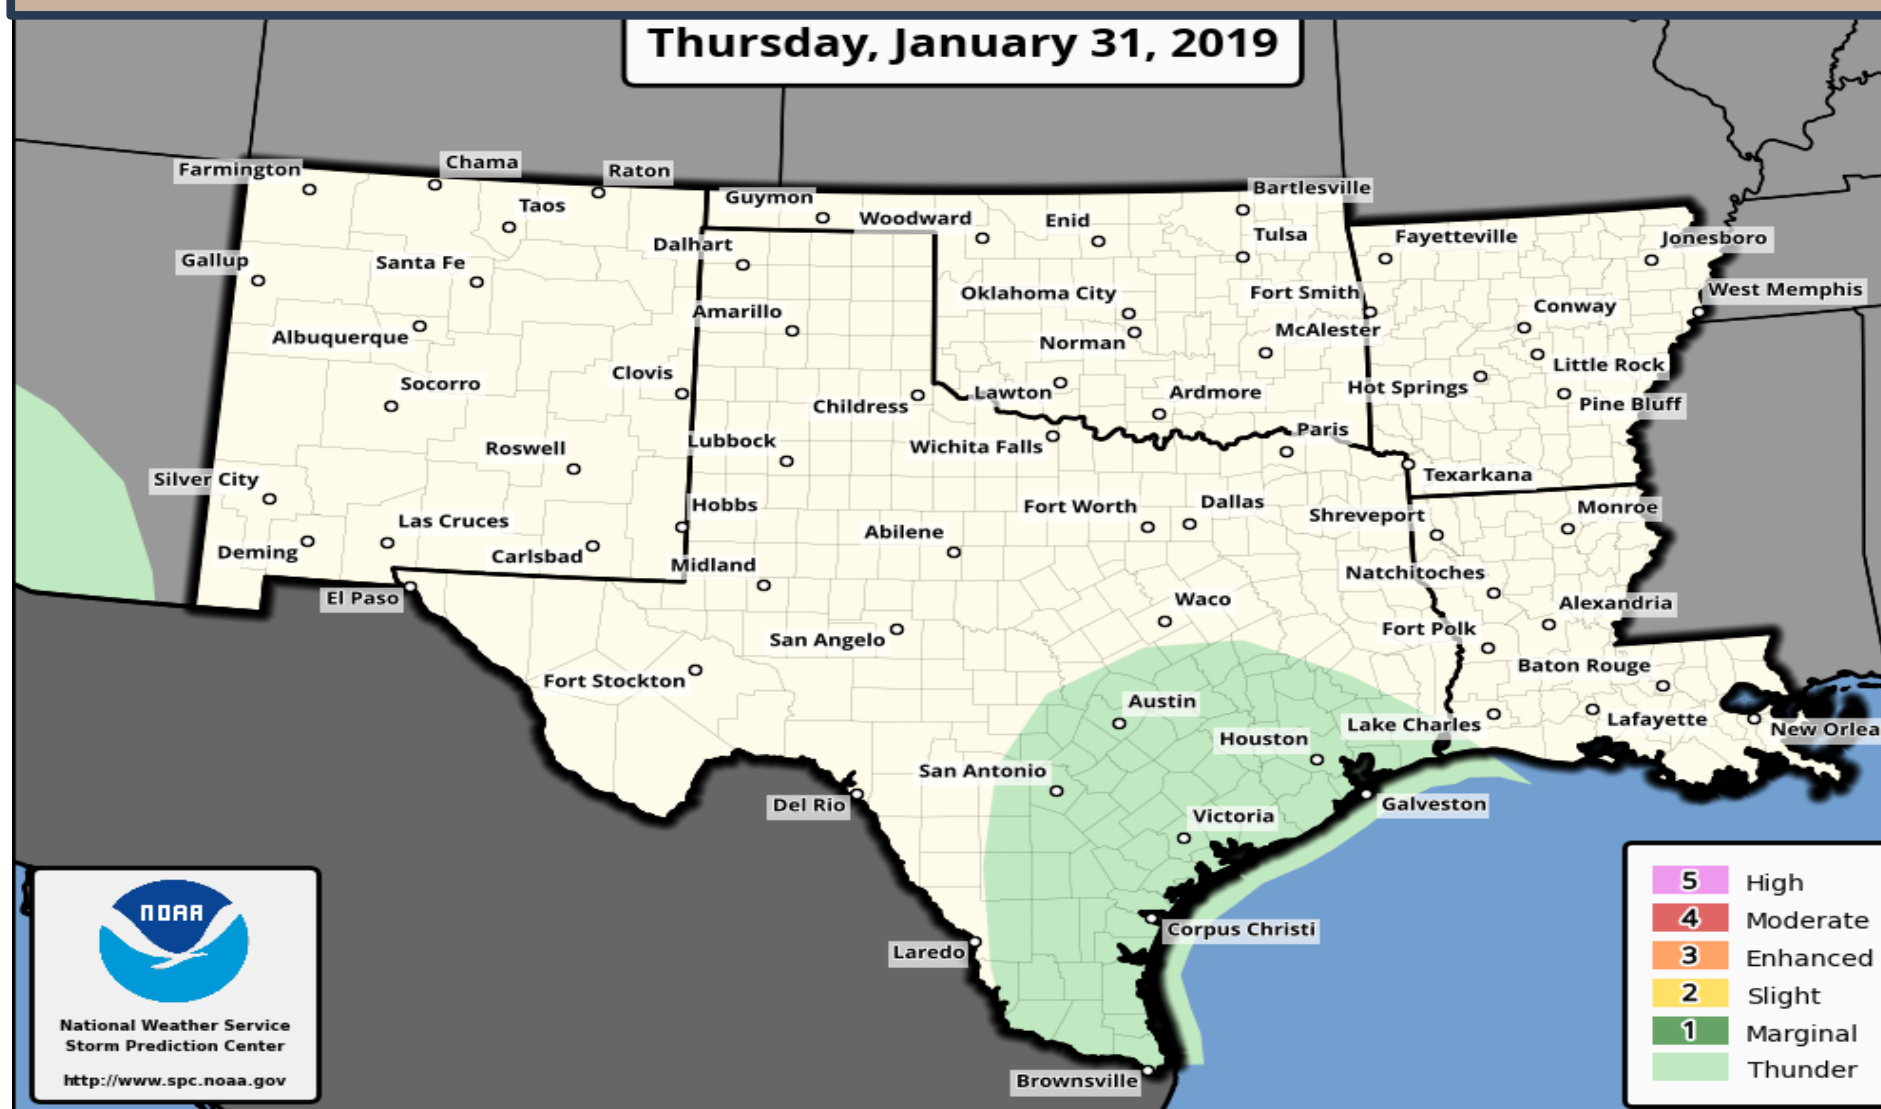 Thursday, January 31, 2019
Farmington
Chama
Raton
Taos
Guymon
Woodward
Enid
Bartlesville
Tulsa
Fayetteville
Jonesboro
Gallup
Santa Fe
Dalhart
Oklahoma City
Fort Smith
West Memphis
Conway
Amarillo
Albuquerque
Norman
McAlester
Little Rock
Socorro
Clovis
Childress
Lawton
Ardmore
Hot Springs
Pine Bluff
Roswell
Lubbock
Wichita Falls
Paris
Texarkana
Silver City
Hobbs
Fort Worth
Dallas
Shreveport
Monroe
Las Cruces
Deming
Carlsbad
Midland
Abilene
Natchitoches
El Paso
Waco
Alexandria
San Angelo
Fort Polk
Fort Stockton
Baton Rouge
Austin
Lake Charles
Lafayette
New Orlea
Houston
San Antonio
Del Rio
Galveston
Victoria
Corpus Christi
Laredo
Brownsville
NOAA
National Weather Service
Storm Prediction Center
http://www.spc.noaa.gov
5 High
4 Moderate
3 Enhanced
2 Slight
1 Marginal
Thunder